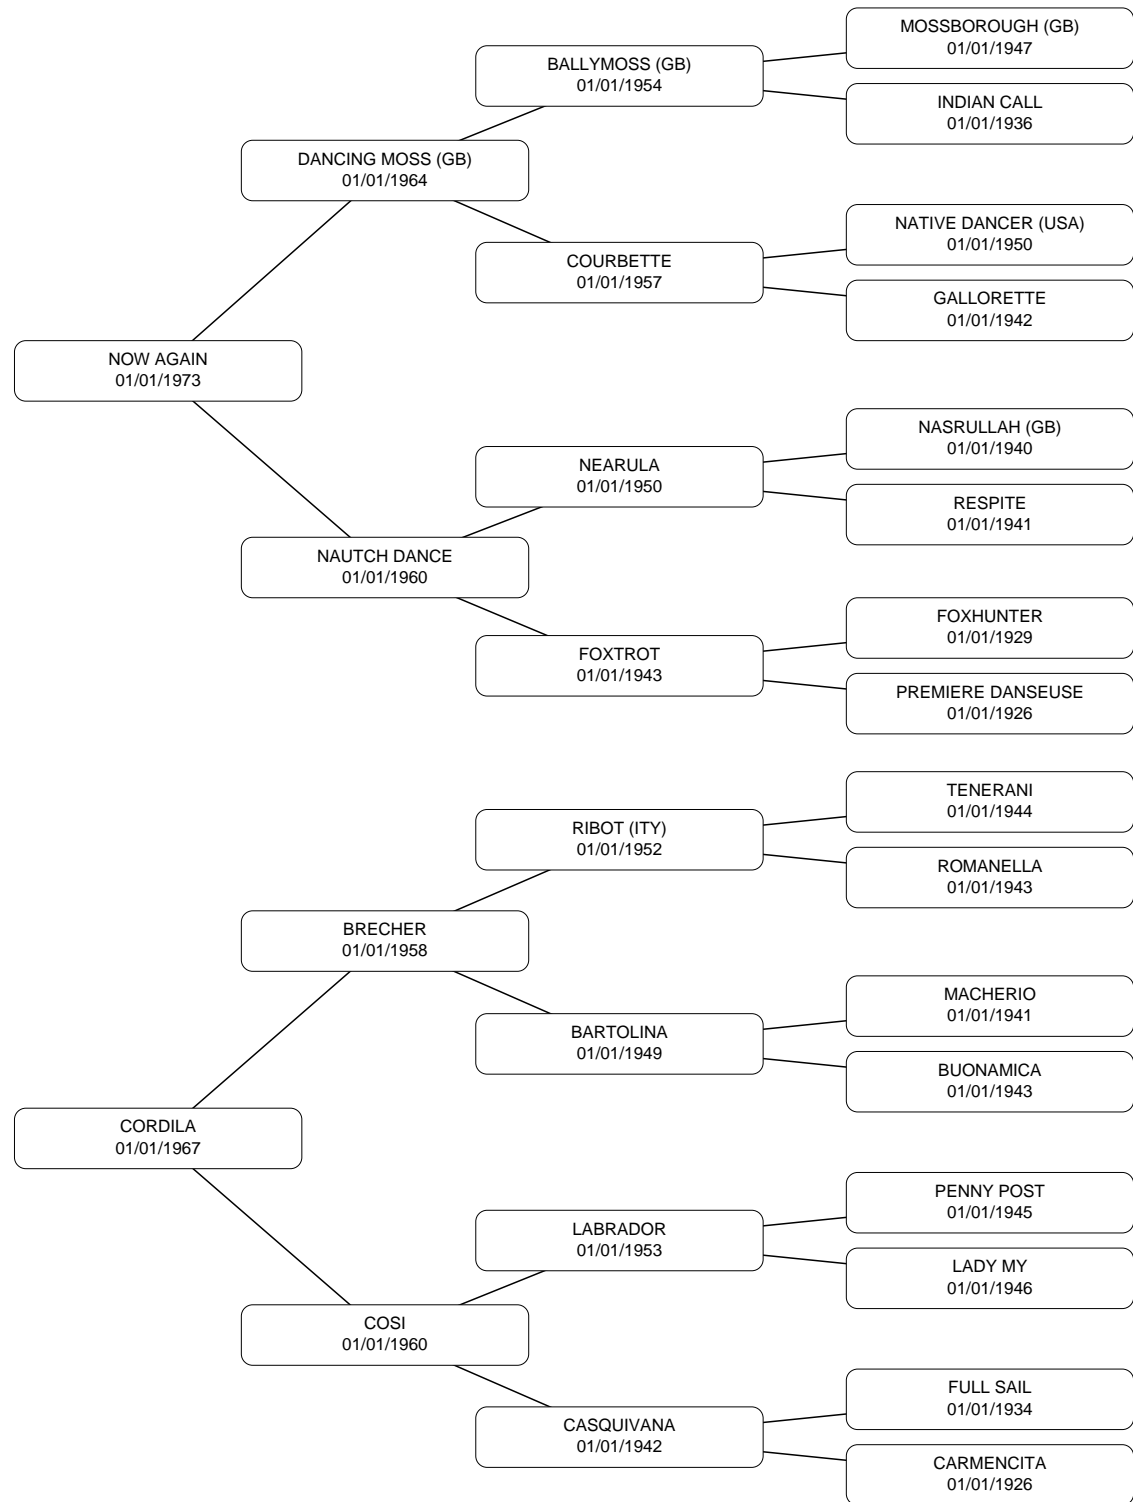 MOSSBOROUGH (GB)
01/01/1947
BALLYMOSS (GB)
01/01/1954
INDIAN CALL
01/01/1936
DANCING MOSS (GB)
01/01/1964
NATIVE DANCER (USA)
01/01/1950
COURBETTE
01/01/1957
GALLORETTE
01/01/1942
NOW AGAIN
01/01/1973
NASRULLAH (GB)
01/01/1940
NEARULA
01/01/1950
RESPITE
01/01/1941
NAUTCH DANCE
01/01/1960
FOXHUNTER
01/01/1929
FOXTROT
01/01/1943
PREMIERE DANSEUSE
01/01/1926
TENERANI
01/01/1944
RIBOT (ITY)
01/01/1952
ROMANELLA
01/01/1943
BRECHER
01/01/1958
MACHERIO
01/01/1941
BARTOLINA
01/01/1949
BUONAMICA
01/01/1943
CORDILA
01/01/1967
PENNY POST
01/01/1945
LABRADOR
01/01/1953
LADY MY
01/01/1946
COSI
01/01/1960
FULL SAIL
01/01/1934
CASQUIVANA
01/01/1942
CARMENCITA
01/01/1926